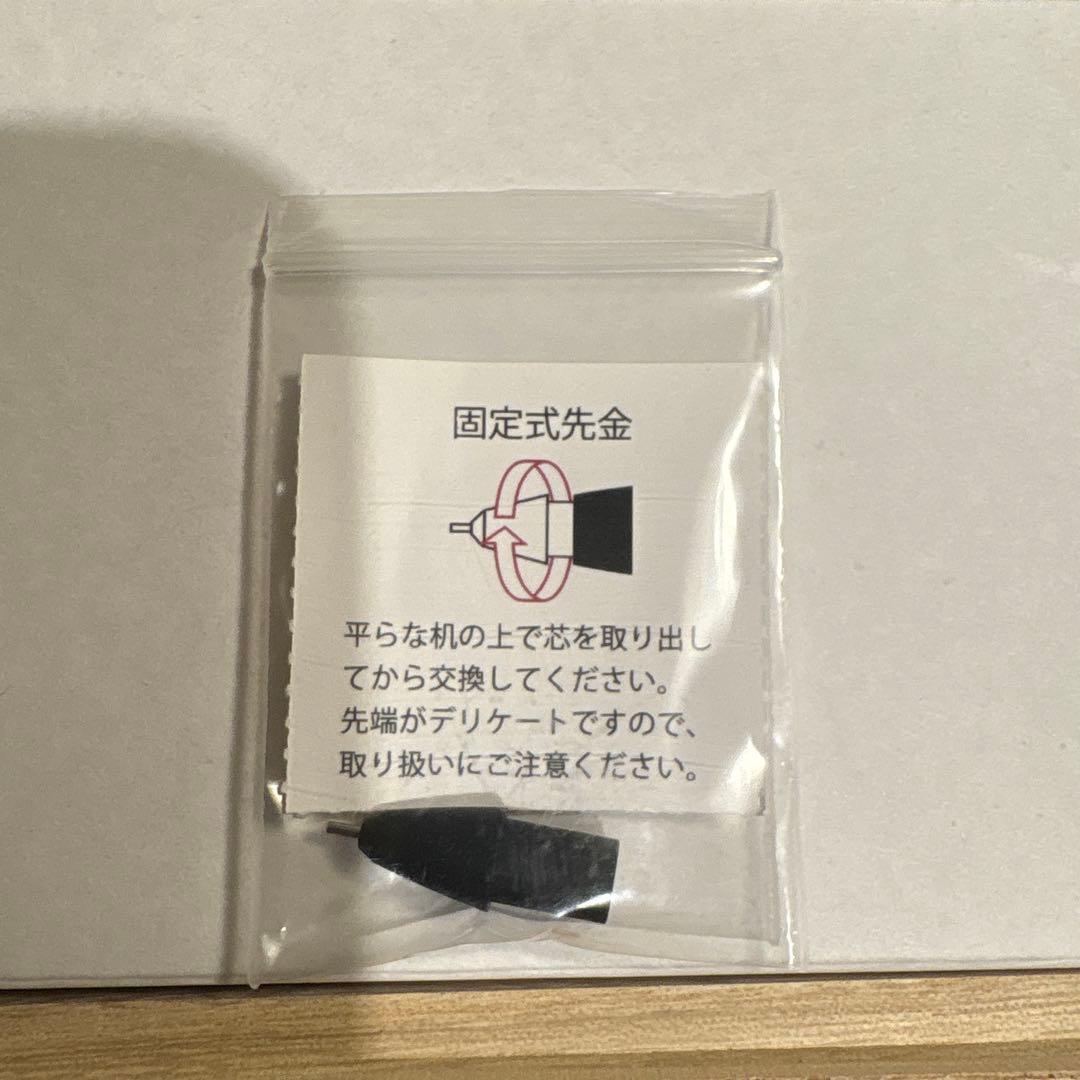 固定式先金
平らな机の上で芯を取り出し
てから交換してください。
先端がデリケートですので、
取り扱いにご注意ください。